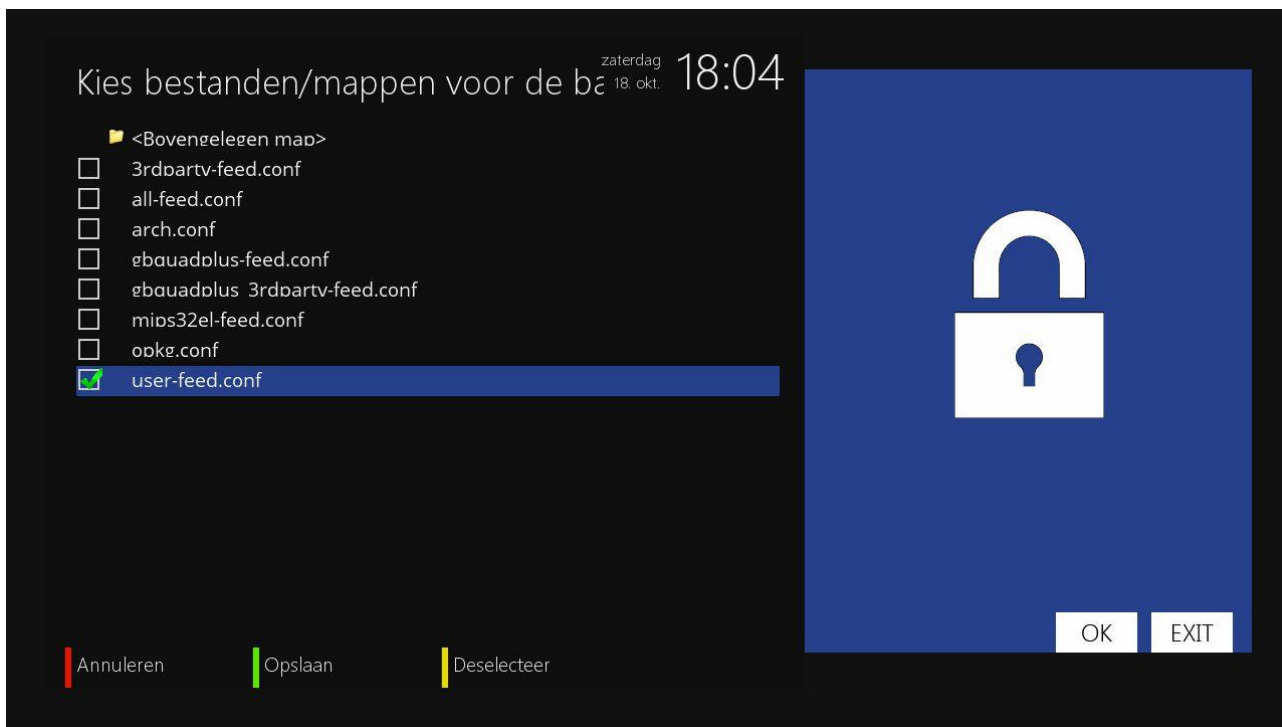 Kies bestanden/mappen voor de ba
zaterdag
18. okt.
18:04
<Bovengelegen map>
3rdparty-feed.conf
all-feed.conf
arch.conf
gbquadplus-feed.conf
gbquadplus_3rdparty-feed.conf
mips32el-feed.conf
opkg.conf
user-feed.conf
OK EXIT
Annuleren Opslaan Deselecteer